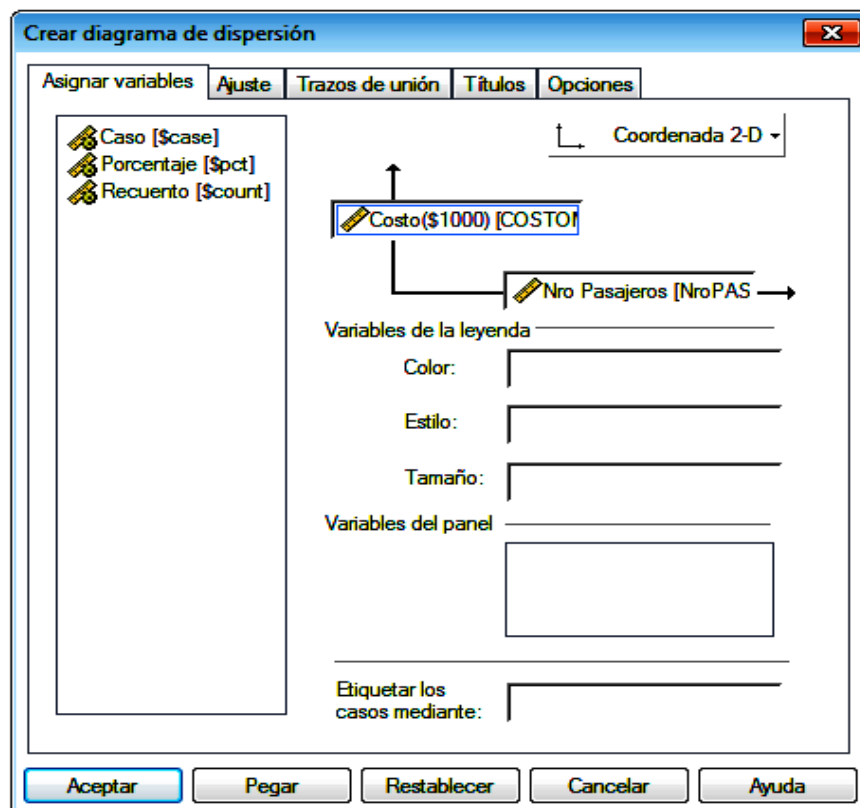 Crear diagrama de dispersión
Asignar variables Ajuste Trazos de unión Títulos Opciones
Caso [$case]
Porcentaje [$pct]
Recuento [$count]
Coordenada 2-D
Costo($1000) [COSTO
Nro Pasajeros [NroPAS
Variables de la leyenda
Color:
Estilo:
Tamaño:
Variables del panel
Etiquetar los
casos mediante:
Aceptar Pegar Restablecer Cancelar Ayuda